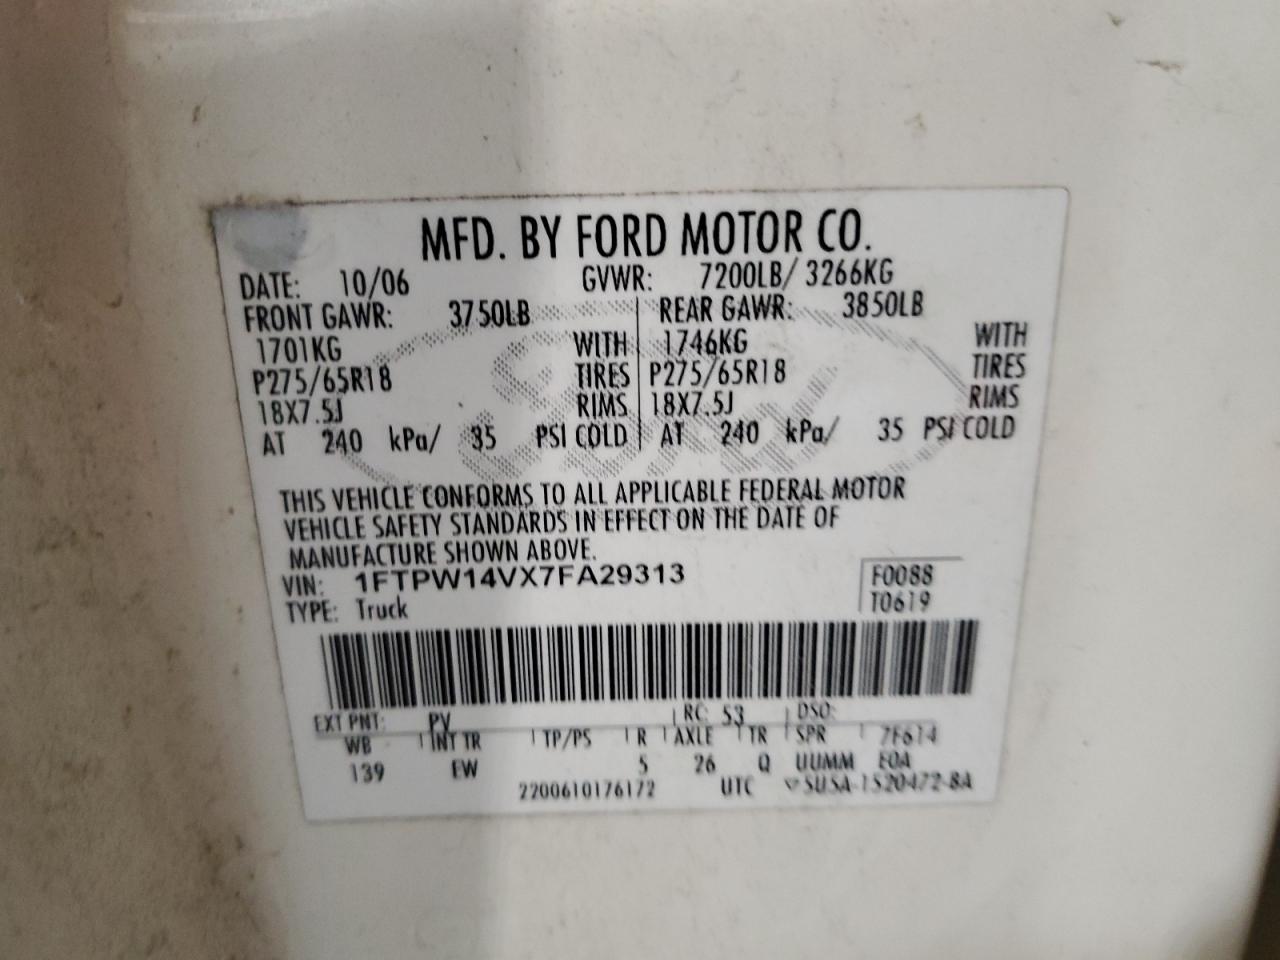 MFD. BY FORD MOTOR CO.
DATE: 10/06 GVWR: 7200LB/ 3266KG
FRONT GAWR: 3750LB REAR GAWR: 3850LB
1701KG WITH 1746KG WITH
P275/65R18 TIRES P275/65R18 TIRES
18X7.5J RIMS 18X7.5J RIMS
AT 240 kPa/ 35 PSI COLD AT 240 kPa/ 35 PSI COLD
Ford
THIS VEHICLE CONFORMS TO ALL APPLICABLE FEDERAL MOTOR
VEHICLE SAFETY STANDARDS IN EFFECT ON THE DATE OF
MANUFACTURE SHOWN ABOVE.
VIN: 1FTPW14VX7FA29313 F0088
TYPE: Truck T0619
EXT PNT: PV RC: 53 DSO:
WB INT TR TP/PS R AXLE TR SPR 7F614
139 EW 5 26 Q UUMM E0A
2200610176172 UTC 5U5A-1520472-BA